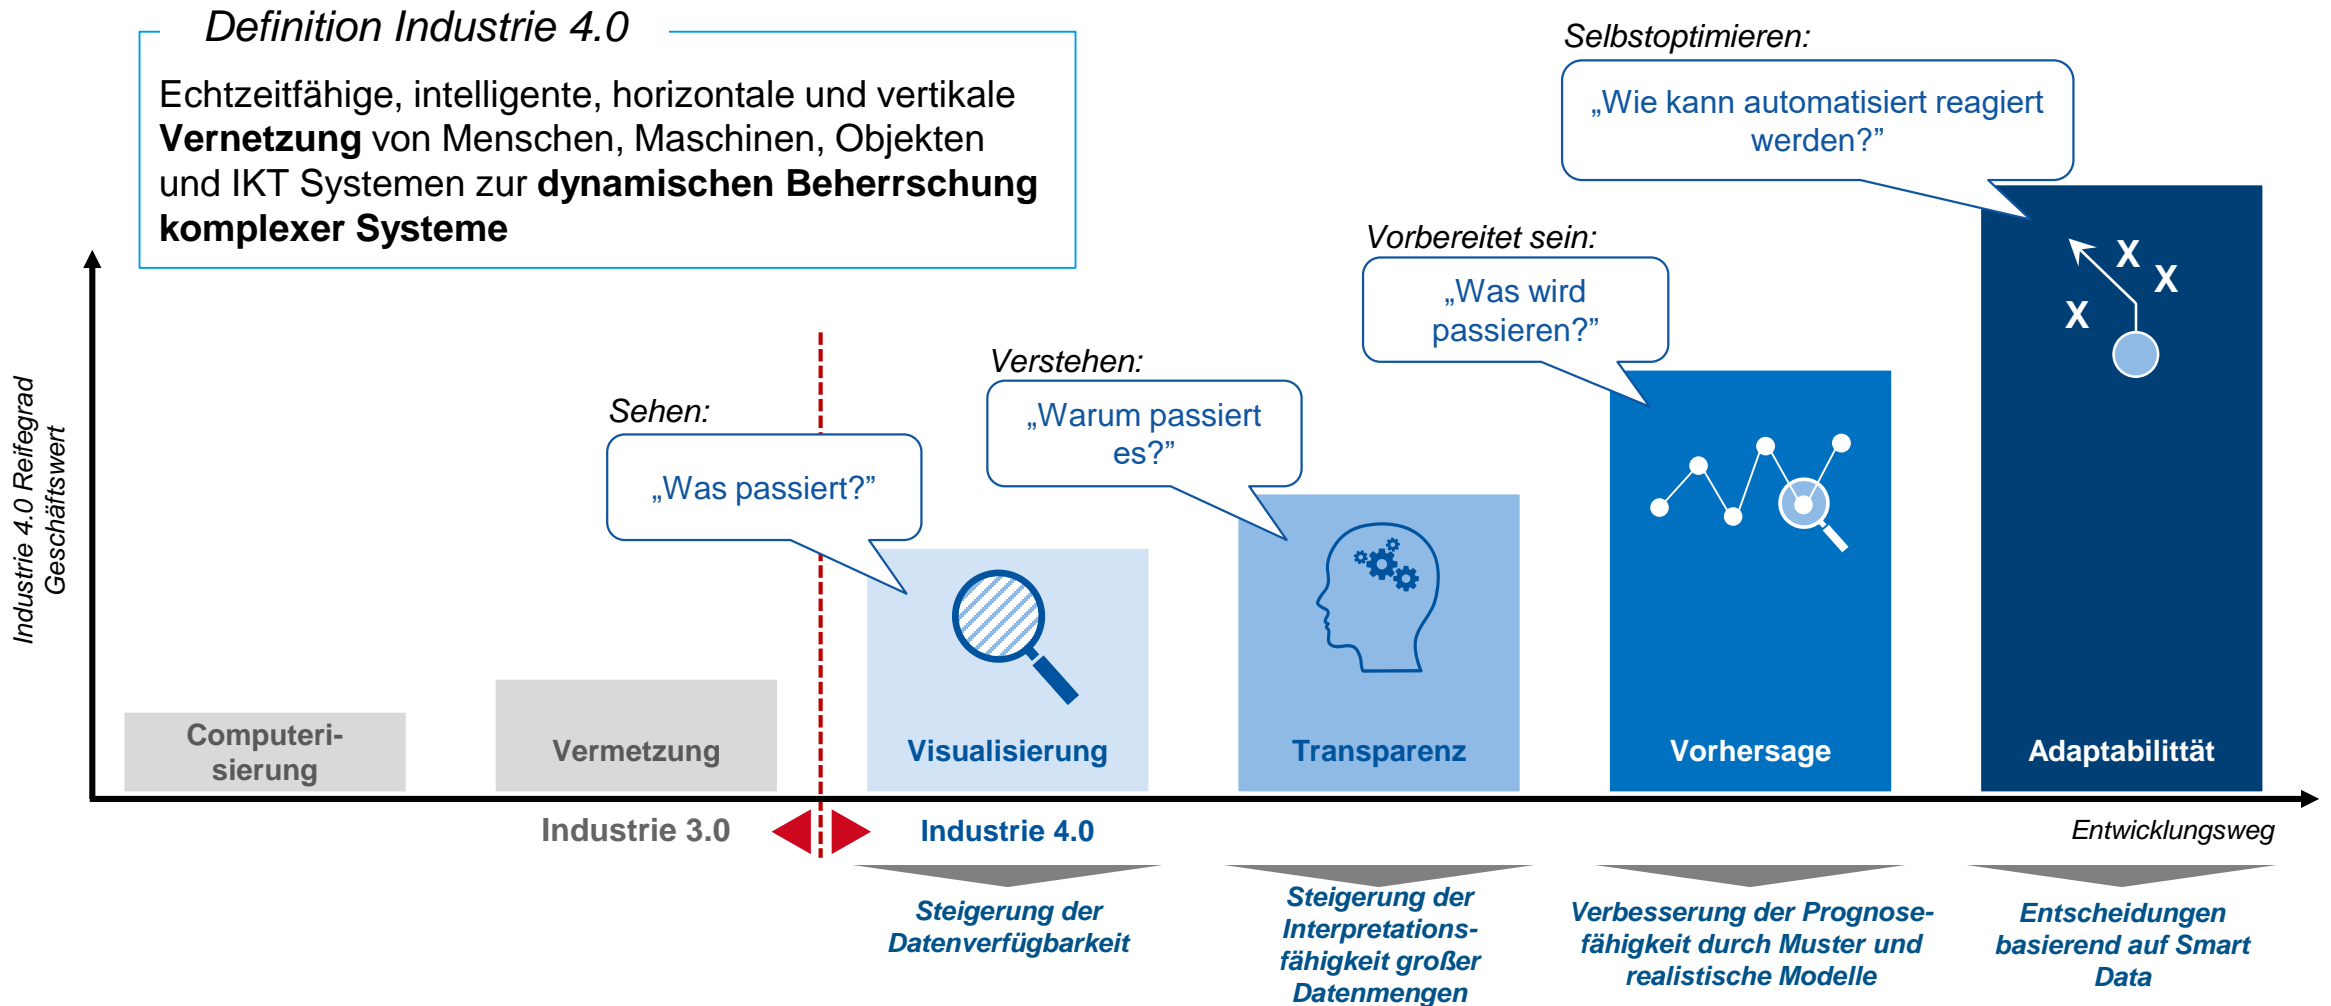 Definition Industrie 4.0
Echtzeitfähige, intelligente, horizontale und vertikale
Vernetzung von Menschen, Maschinen, Objekten
und IKT Systemen zur dynamischen Beherrschung
komplexer Systeme
Selbstoptimieren:
„Wie kann automatisiert reagiert
werden?”
Vorbereitet sein:
„Was wird
passieren?”
Verstehen:
„Warum passiert
es?”
Sehen:
„Was passiert?”
Industrie 4.0 Reifegrad
Geschäftswert
X
X
X
Computeri-
sierung
Vermetzung
Visualisierung
Transparenz
Vorhersage
Adaptabilittät
Industrie 3.0
Industrie 4.0
Entwicklungsweg
Steigerung der
Datenverfügbarkeit
Steigerung der
Interpretations-
fähigkeit großer
Datenmengen
Verbesserung der Prognose-
fähigkeit durch Muster und
realistische Modelle
Entscheidungen
basierend auf Smart
Data